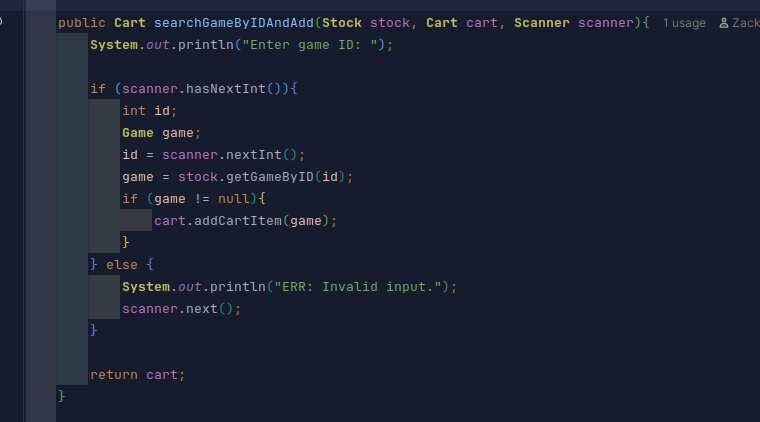 public Cart searchGameByIDAndAdd(Stock stock, Cart cart, Scanner scanner){ 1 usage Zack
System.out.println("Enter game ID: ");
if (scanner.hasNextInt()){
int id;
Game game;
id = scanner.nextInt();
game = stock.getGameByID(id);
if (game != null){
cart.addCartItem(game);
}
} else {
System.out.println("ERR: Invalid input.");
scanner.next();
}
return cart;
}